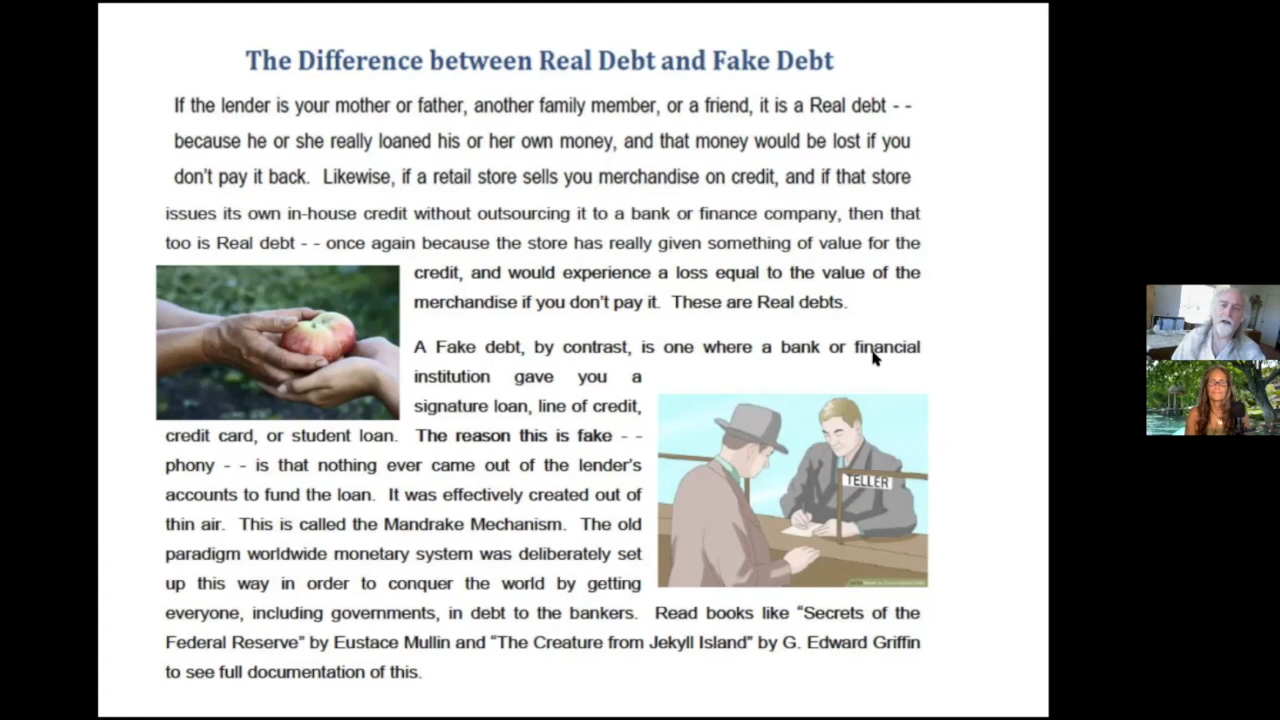 The Difference between Real Debt and Fake Debt
If the lender is your mother or father, another family member, or a friend, it is a Real debt - -
because he or she really loaned his or her own money, and that money would be lost if you
don't pay it back. Likewise, if a retail store sells you merchandise on credit, and if that store
issues its own in-house credit without outsourcing it to a bank or finance company, then that
too is Real debt - - once again because the store has really given something of value for the
credit, and would experience a loss equal to the value of the
merchandise if you don't pay it. These are Real debts.
A Fake debt, by contrast, is one where a bank or financial
institution gave you a
signature loan, line of credit,
credit card, or student loan. The reason this is fake - -
phony - - is that nothing ever came out of the lender's
accounts to fund the loan. It was effectively created out of
thin air. This is called the Mandrake Mechanism. The old
paradigm worldwide monetary system was deliberately set
up this way in order to conquer the world by getting
everyone, including governments, in debt to the bankers. Read books like "Secrets of the
Federal Reserve" by Eustace Mullin and "The Creature from Jekyll Island" by G. Edward Griffin
to see full documentation of this.
TELLER